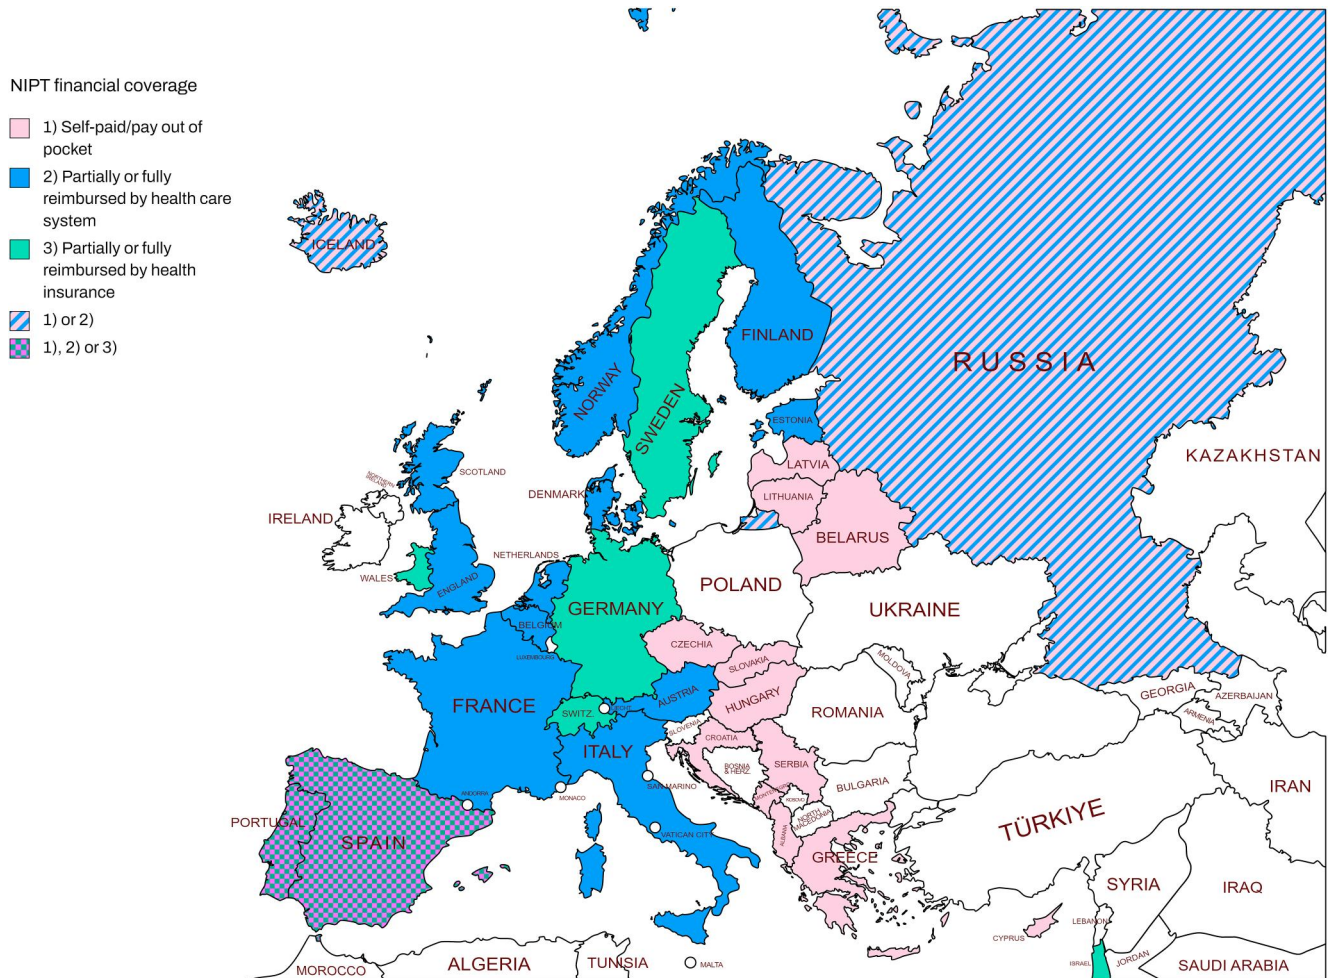 NIPT financial coverage
1) Self-paid/pay out of
pocket
2) Partially or fully
reimbursed by health care
system
3) Partially or fully
reimbursed by health
insurance
1) or 2)
1), 2) or 3)
ICELAND
FINLAND
RUSSIA
NORWAY
SWEDEN
ESTONIA
KAZAKHSTAN
LATVIA
SCOTLAND
NORTHERN
IRELAND
DENMARK
LITHUANIA
IRELAND
BELARUS
NETHERLANDS
WALES
ENGLAND
POLAND
GERMANY
UKRAINE
BELGIUM
CZECHIA
LUXEMBOURG
SLOVAKIA
MOLDOVA
AUSTRIA
HUNGARY
GEORGIA
AZERBAIJAN
FRANCE
SWITZ.
LIECHT.
ROMANIA
ARMENIA
SLOVENIA
CROATIA
ITALY
BOSNIA
& HERZ.
SERBIA
SAN MARINO
BULGARIA
IRAN
ANDORRA
MONACO
MONTENEGRO
KOSOVO
NORTH
MACEDONIA
PORTUGAL
SPAIN
VATICAN CITY
ALBANIA
TÜRKIYE
GREECE
SYRIA
IRAQ
LEBANON
CYPRUS
ISRAEL
JORDAN
MOROCCO
ALGERIA
TUNISIA
MALTA
SAUDI ARABIA